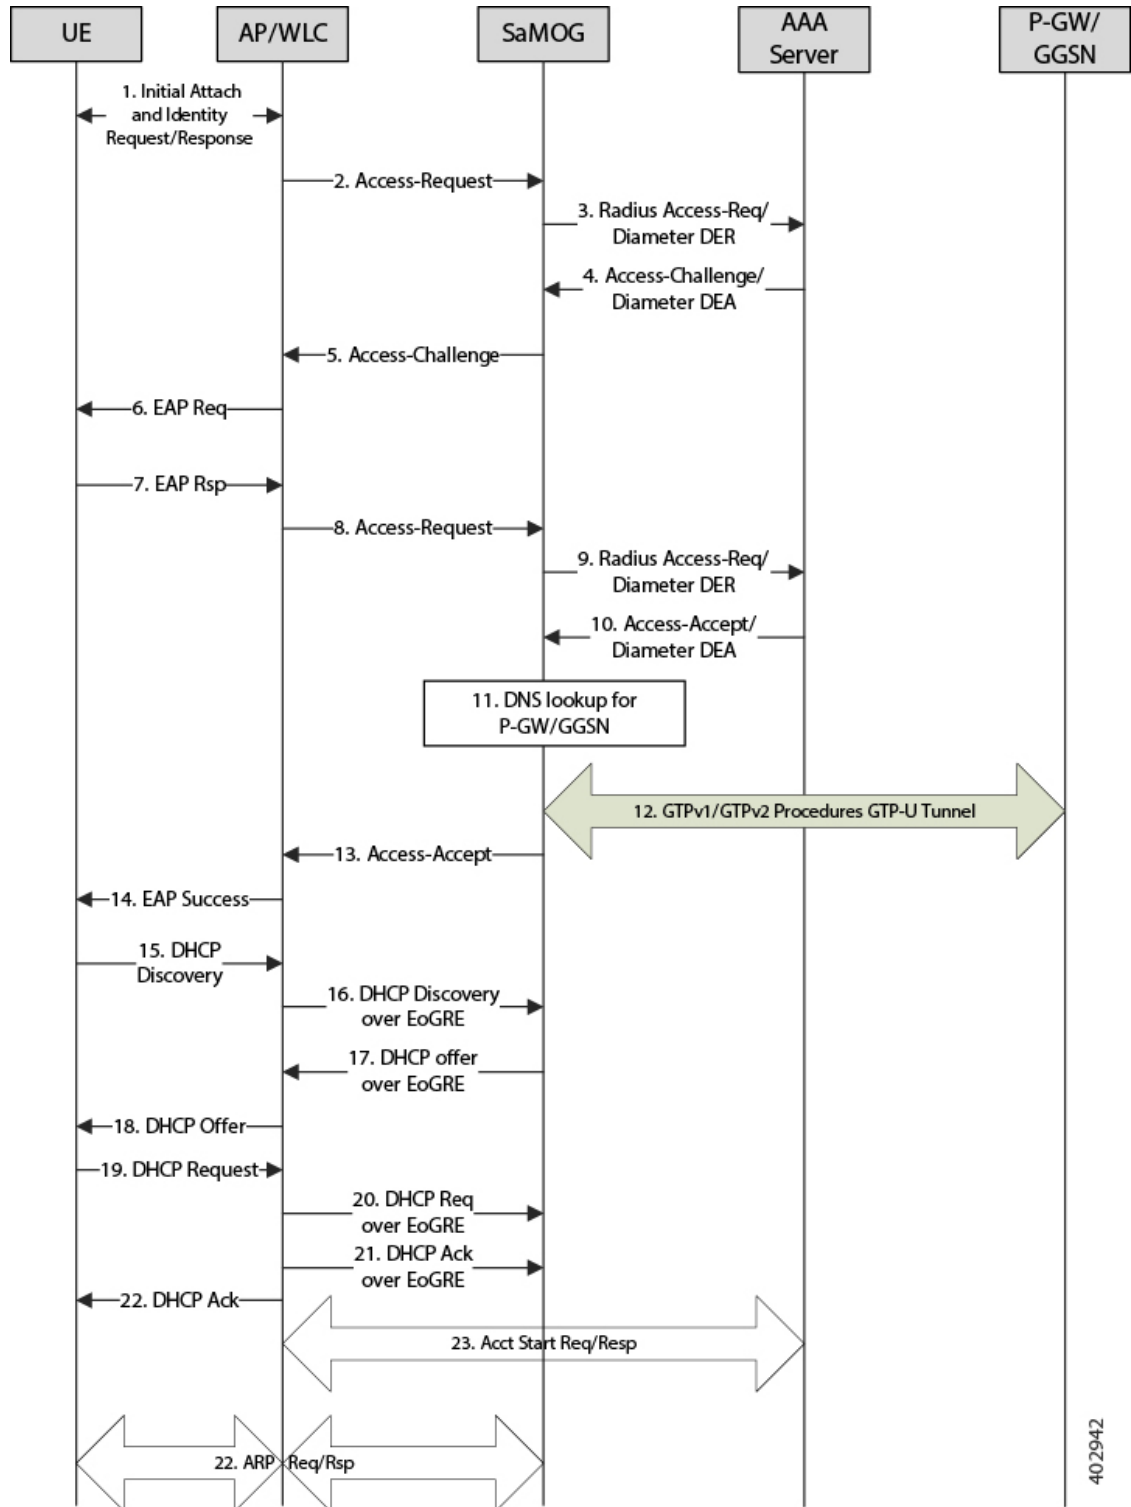 UE
AP/WLC
SaMOG
AAA
Server
P-GW/
GGSN
1. Initial Attach
and Identity
Request/Response
2. Access-Request
3. Radius Access-Req/
Diameter DER
4. Access-Challenge/
Diameter DEA
5. Access-Challenge
6. EAP Req
7. EAP Rsp
8. Access-Request
9. Radius Access-Req/
Diameter DER
10. Access-Accept/
Diameter DEA
11. DNS lookup for
P-GW/GGSN
12. GTPv1/GTPv2 Procedures GTP-U Tunnel
13. Access-Accept
14. EAP Success
15. DHCP
Discovery
16. DHCP Discovery
over EoGRE
17. DHCP offer
over EoGRE
18. DHCP Offer
19. DHCP Request
20. DHCP Req
over EoGRE
21. DHCP Ack
over EoGRE
22. DHCP Ack
23. Acct Start Req/Resp
22. ARP Req/Rsp
402942